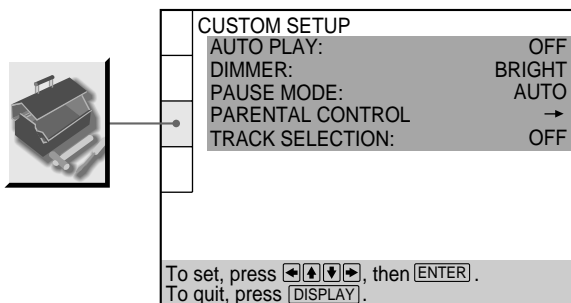 CUSTOM SETUP
AUTO PLAY: OFF
DIMMER: BRIGHT
PAUSE MODE: AUTO
PARENTAL CONTROL →
TRACK SELECTION: OFF
To set, press ←↑↓→, then ENTER.
To quit, press DISPLAY.